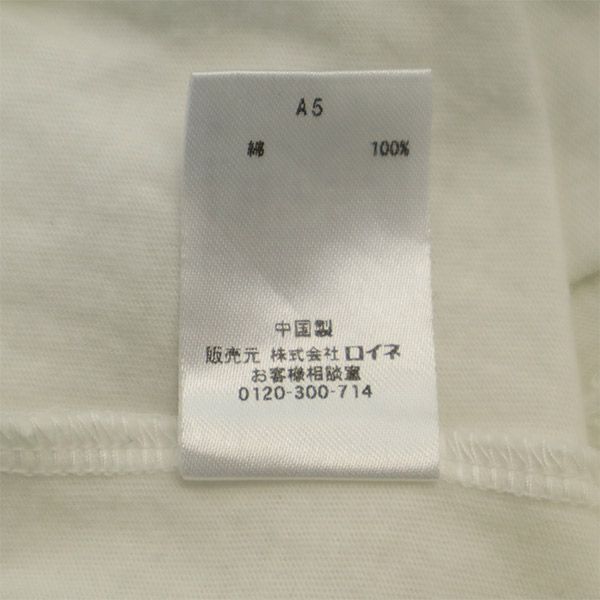 A5
綿 100%
中国製
販売元 株式会社 ロイネ
お客様相談室
0120-300-714